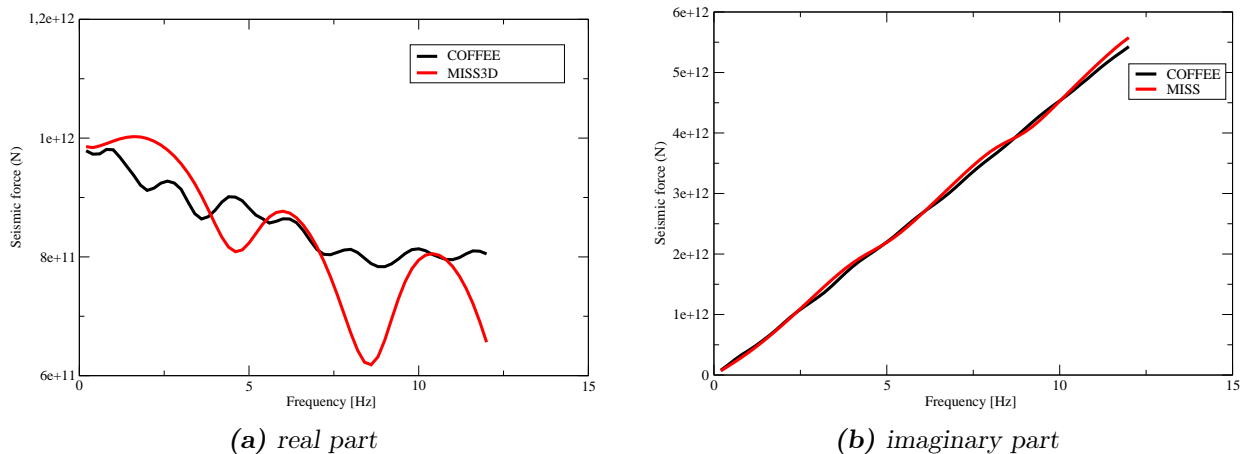 1,2e+12
1e+12
8e+11
6e+11
Seismic force (N)
0
5
10
15
Frequency [Hz]
COFFEE
MISS3D
(a) real part
6e+12
5e+12
4e+12
3e+12
2e+12
1e+12
0
Seismic force (N)
0
5
10
15
Frequency [Hz]
COFFEE
MISS
(b) imaginary part